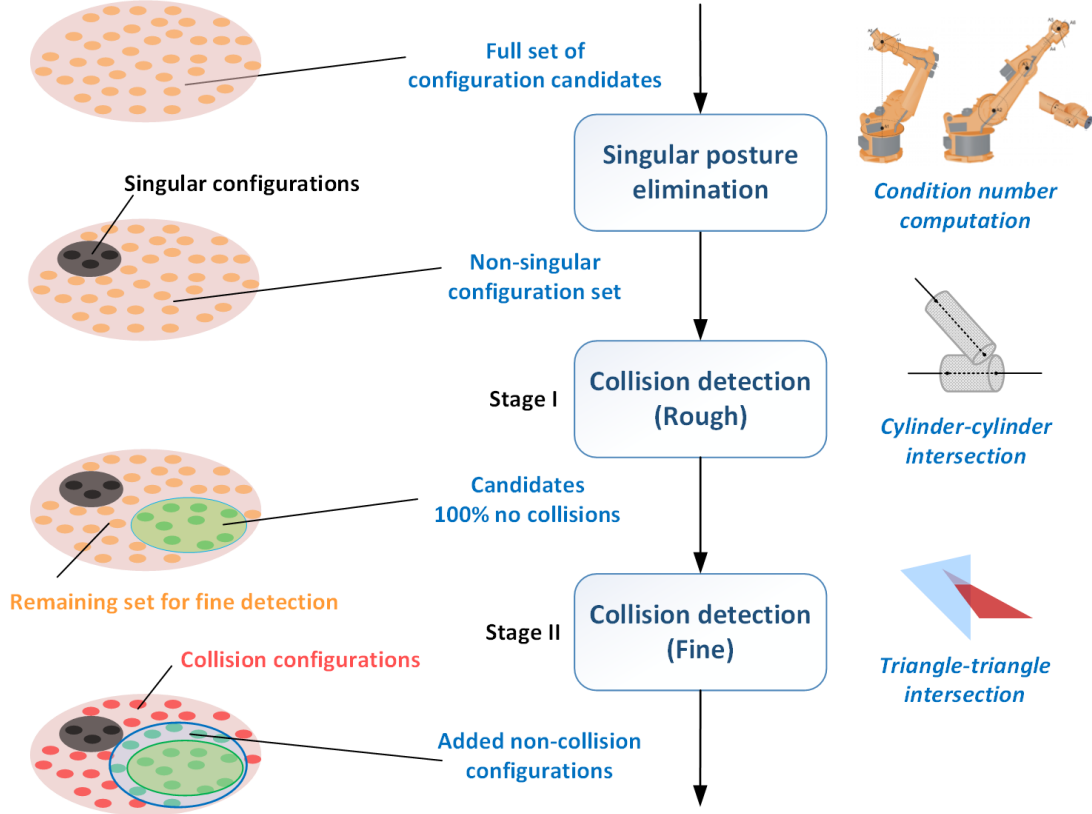 Full set of
configuration candidates
Singular posture
elimination
Condition number
computation
Singular configurations
Non-singular
configuration set
Stage I
Collision detection
(Rough)
Cylinder-cylinder
intersection
Candidates
100% no collisions
Remaining set for fine detection
Stage II
Collision detection
(Fine)
Triangle-triangle
intersection
Collision configurations
Added non-collision
configurations